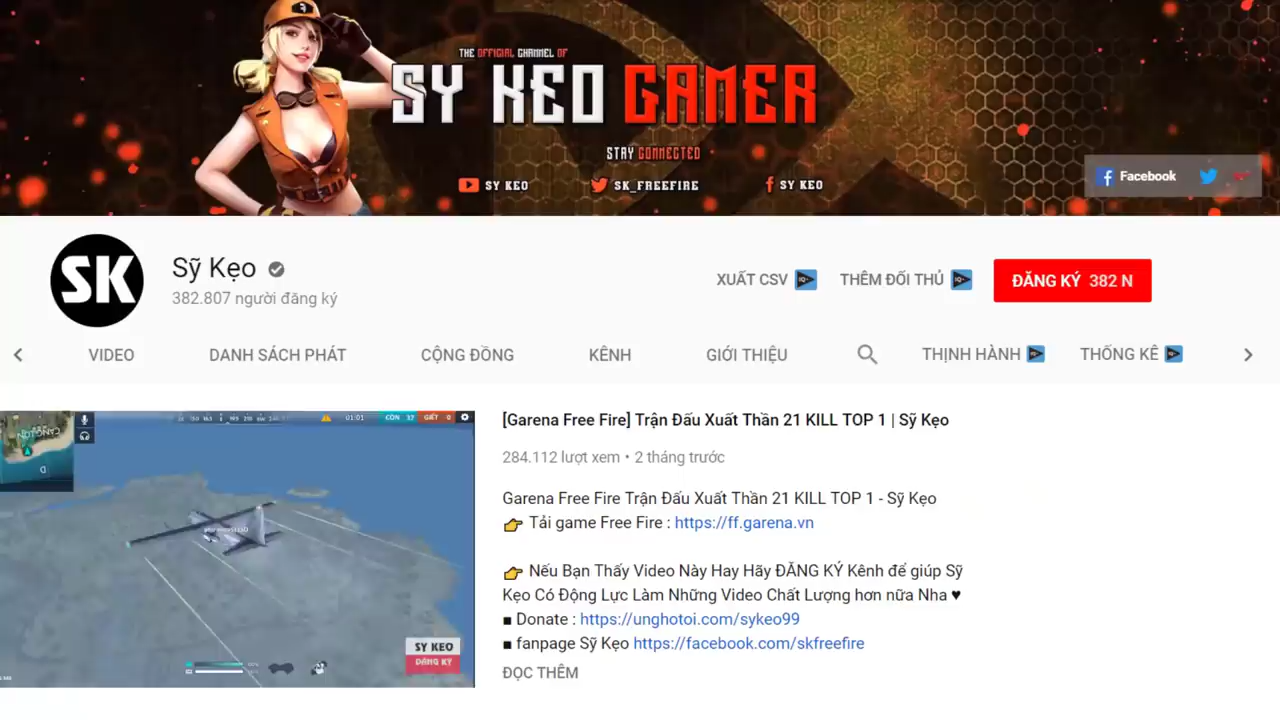 THE OFFICIAL CHANNEL OF
SY KEO GAMER
STAY CONNECTED
SY KEO
SK_FREEFIRE
SY KEO
Facebook
SK
Sỹ Kẹo
382.807 người đăng ký
XUẤT CSV
THÊM ĐỐI THỦ
ĐĂNG KÝ 382 N
VIDEO
DANH SÁCH PHÁT
CỘNG ĐỒNG
KÊNH
GIỚI THIỆU
THỊNH HÀNH
THỐNG KÊ
01:01
CÒN 37
GIẾT 0
SY KEO
ĐĂNG KÝ
[Garena Free Fire] Trận Đấu Xuất Thần 21 KILL TOP 1 | Sỹ Kẹo
284.112 lượt xem • 2 tháng trước
Garena Free Fire Trận Đấu Xuất Thần 21 KILL TOP 1 - Sỹ Kẹo
👉 Tải game Free Fire : https://ff.garena.vn
👉 Nếu Bạn Thấy Video Này Hay Hãy ĐĂNG KÝ Kênh để giúp Sỹ
Kẹo Có Động Lực Làm Những Video Chất Lượng hơn nữa Nha ♥
■ Donate : https://unghotoi.com/sykeo99
■ fanpage Sỹ Kẹo https://facebook.com/skfreefire
ĐỌC THÊM